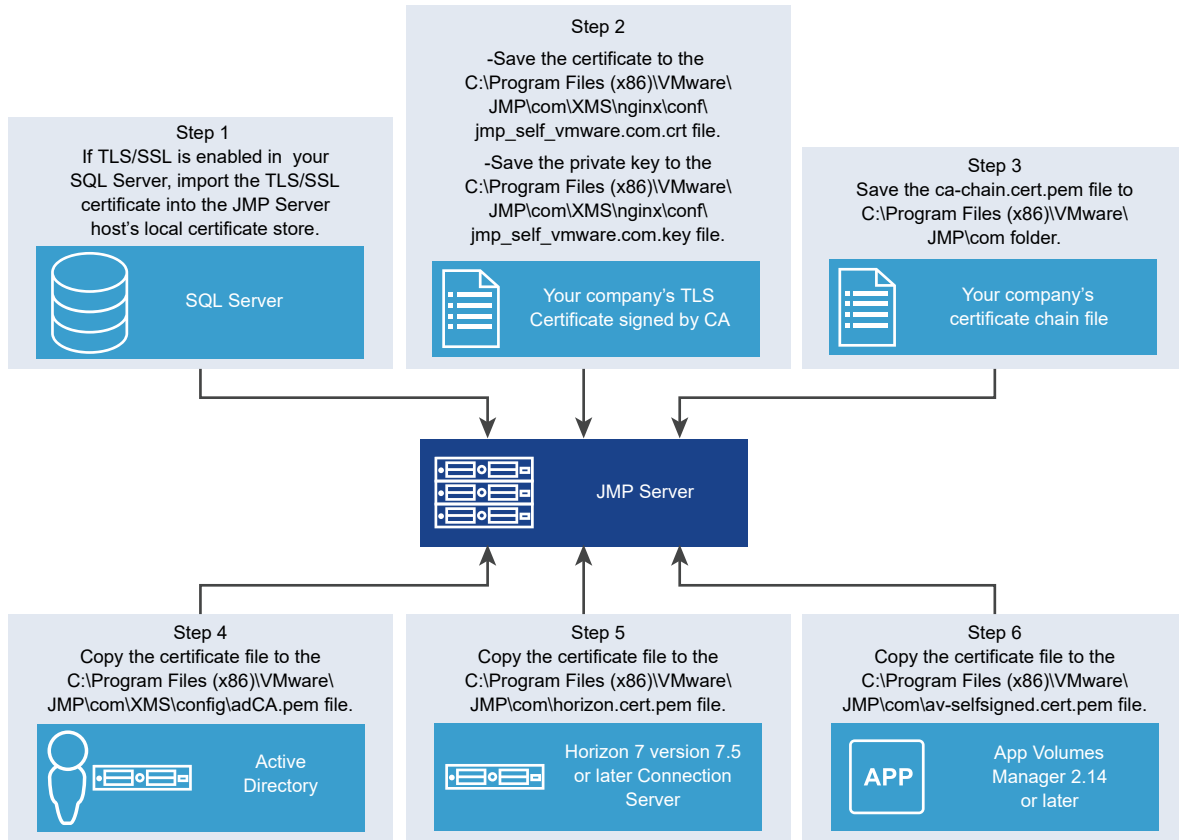 Step 1
If TLS/SSL is enabled in your
SQL Server, import the TLS/SSL
certificate into the JMP Server
host's local certificate store.
SQL Server
Step 2
-Save the certificate to the
C:\Program Files (x86)\VMware\
JMP\com\XMS\nginx\conf\
jmp_self_vmware.com.crt file.
-Save the private key to the
C:\Program Files (x86)\VMware\
JMP\com\XMS\nginx\conf\
jmp_self_vmware.com.key file.
Your company's TLS
Certificate signed by CA
Step 3
Save the ca-chain.cert.pem file to
C:\Program Files (x86)\VMware\
JMP\com folder.
Your company's
certificate chain file
JMP Server
Step 4
Copy the certificate file to the
C:\Program Files (x86)\VMware\
JMP\com\XMS\config\adCA.pem file.
Active
Directory
Step 5
Copy the certificate file to the
C:\Program Files (x86)\VMware\
JMP\com\horizon.cert.pem file.
Horizon 7 version 7.5
or later Connection
Server
Step 6
Copy the certificate file to the
C:\Program Files (x86)\VMware\
JMP\com\av-selfsigned.cert.pem file.
APP
App Volumes
Manager 2.14
or later